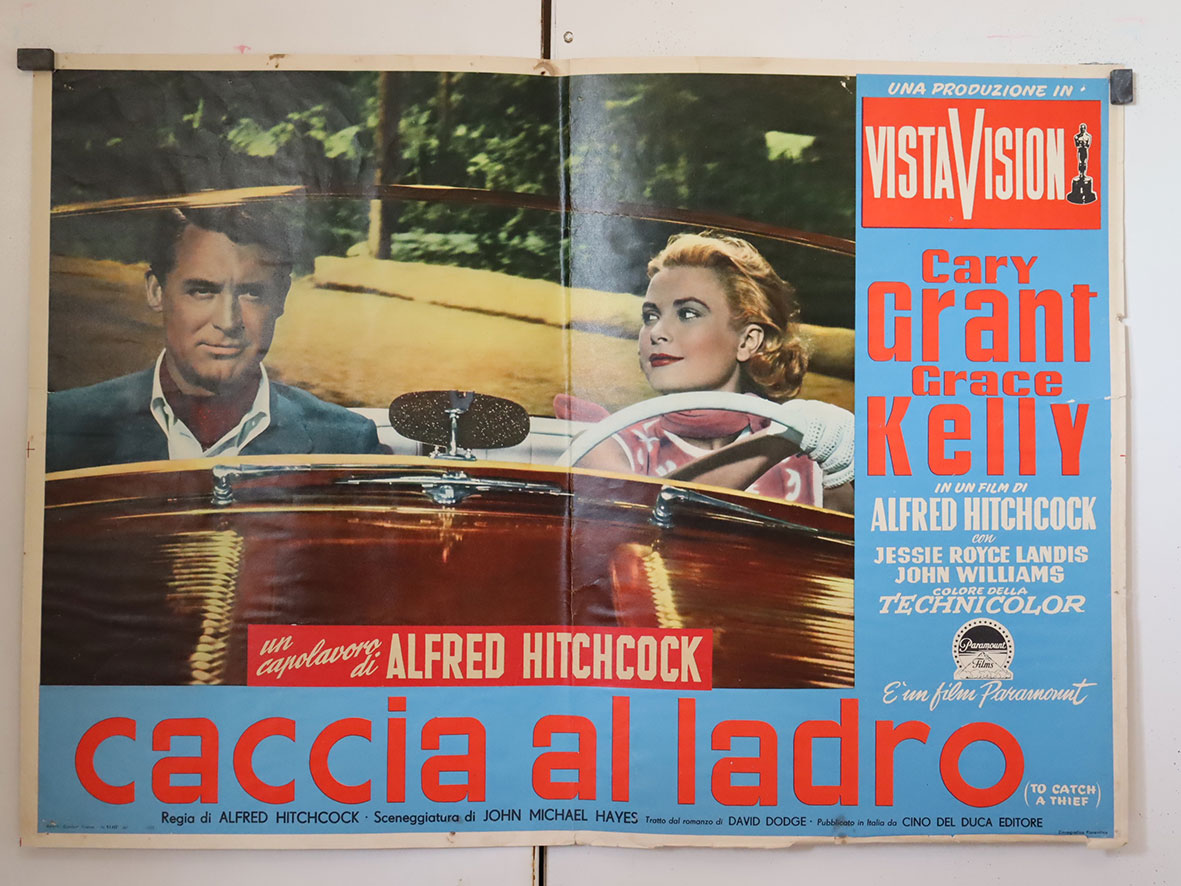 UNA PRODUZIONE IN
VISTAVISION
Cary
Grant
Grace
Kelly
IN UN FILM DI
ALFRED HITCHCOCK
con
JESSIE ROYCE LANDIS
JOHN WILLIAMS
COLORE DELLA
TECHNICOLOR
Paramount
Films
È un film Paramount
un capolavoro di ALFRED HITCHCOCK
caccia al ladro
(TO CATCH A THIEF)
Regia di ALFRED HITCHCOCK · Sceneggiatura di JOHN MICHAEL HAYES Tratto dal romanzo di DAVID DODGE - Pubblicato in Italia da CINO DEL DUCA EDITORE